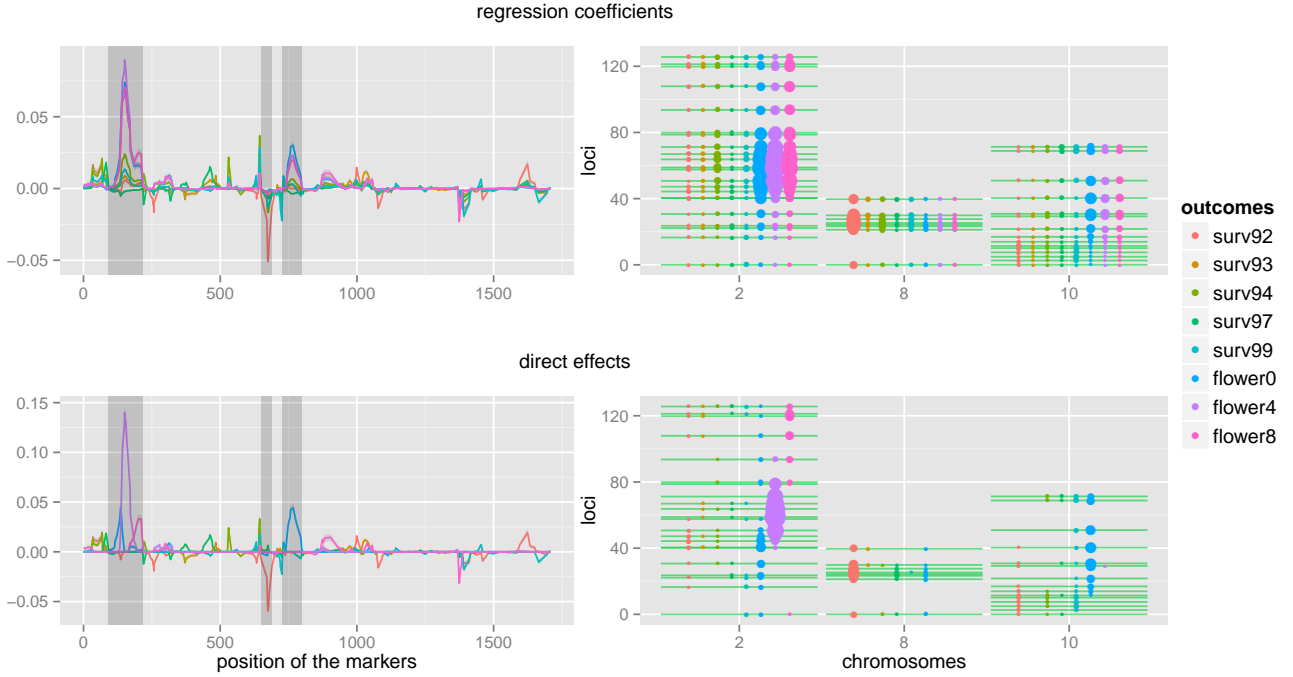 regression coefficients
0.05
0.00
−0.05
0
500
1000
1500
loci
120
80
40
0
2
8
10
direct effects
0.15
0.10
0.05
0.00
−0.05
0
500
1000
1500
position of the markers
loci
120
80
40
0
2
8
10
chromosomes
outcomes
surv92
surv93
surv94
surv97
surv99
flower0
flower4
flower8